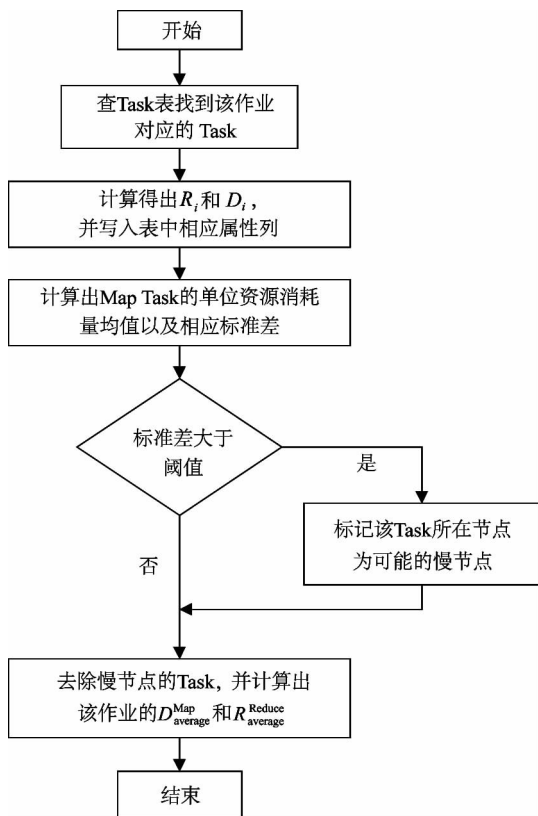 开始
查Task表找到该作业
对应的 Task
计算得出R_i和 D_i，
并写入表中相应属性列
计算出Map Task的单位资源消耗
量均值以及相应标准差
标准差大于
阈值
是
标记该Task所在节点
为可能的慢节点
否
去除慢节点的Task, 并计算出
该作业的D_average^Map和R_average^Reduce
结束